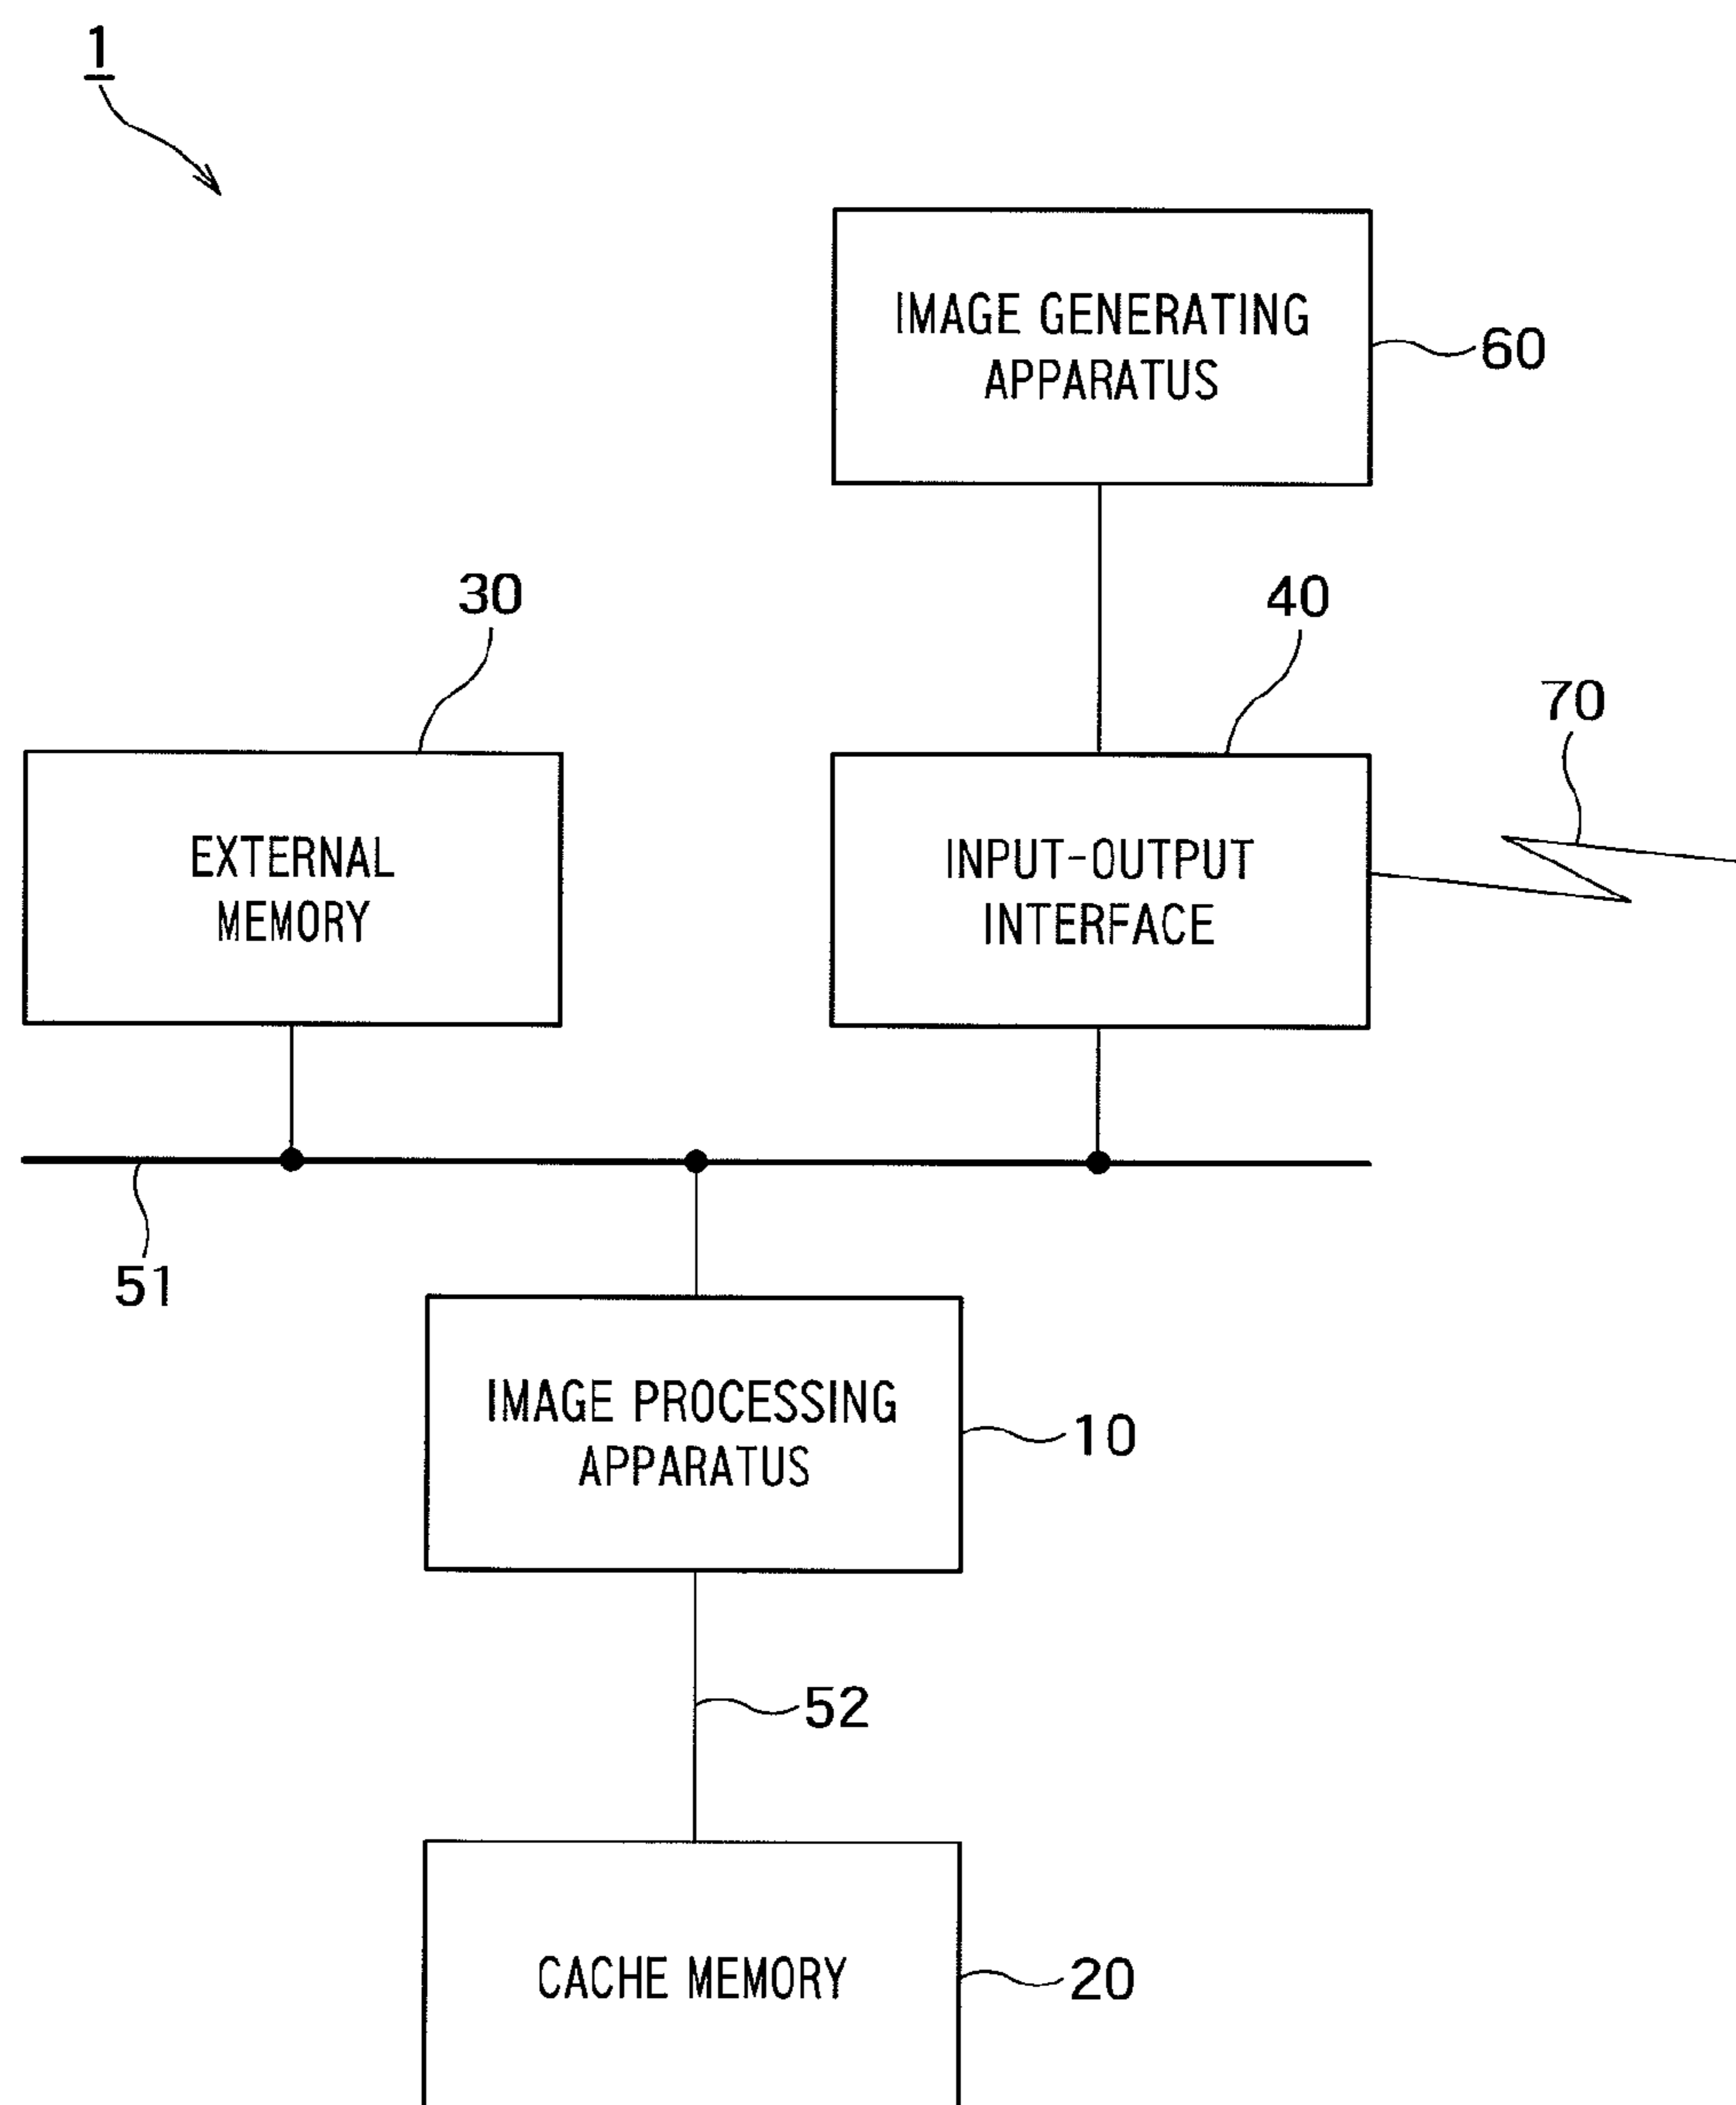 1
IMAGE GENERATING
APPARATUS
60
30
40
70
EXTERNAL
MEMORY
INPUT-OUTPUT
INTERFACE
51
IMAGE PROCESSING
APPARATUS
10
52
CACHE MEMORY
20